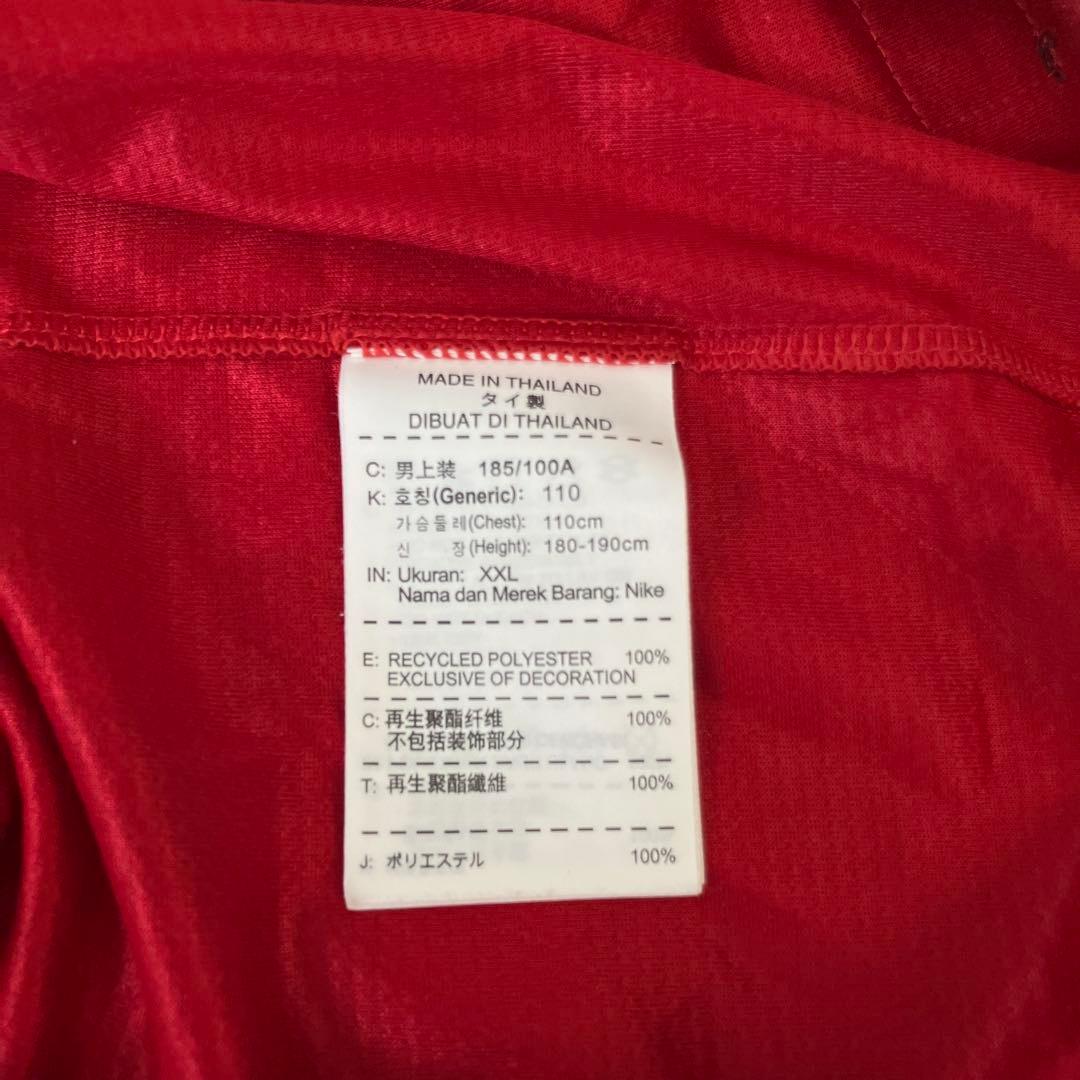 MADE IN THAILAND
タイ製
DIBUAT DI THAILAND
C: 男上装 185/100A
K: 호칭(Generic): 110
가슴둘레(Chest): 110cm
신 장(Height): 180-190cm
IN: Ukuran: XXL
Nama dan Merek Barang: Nike
E: RECYCLED POLYESTER 100%
EXCLUSIVE OF DECORATION
C: 再生聚酯纤维 100%
不包括装饰部分
T: 再生聚酯纖維 100%
J: ポリエステル 100%